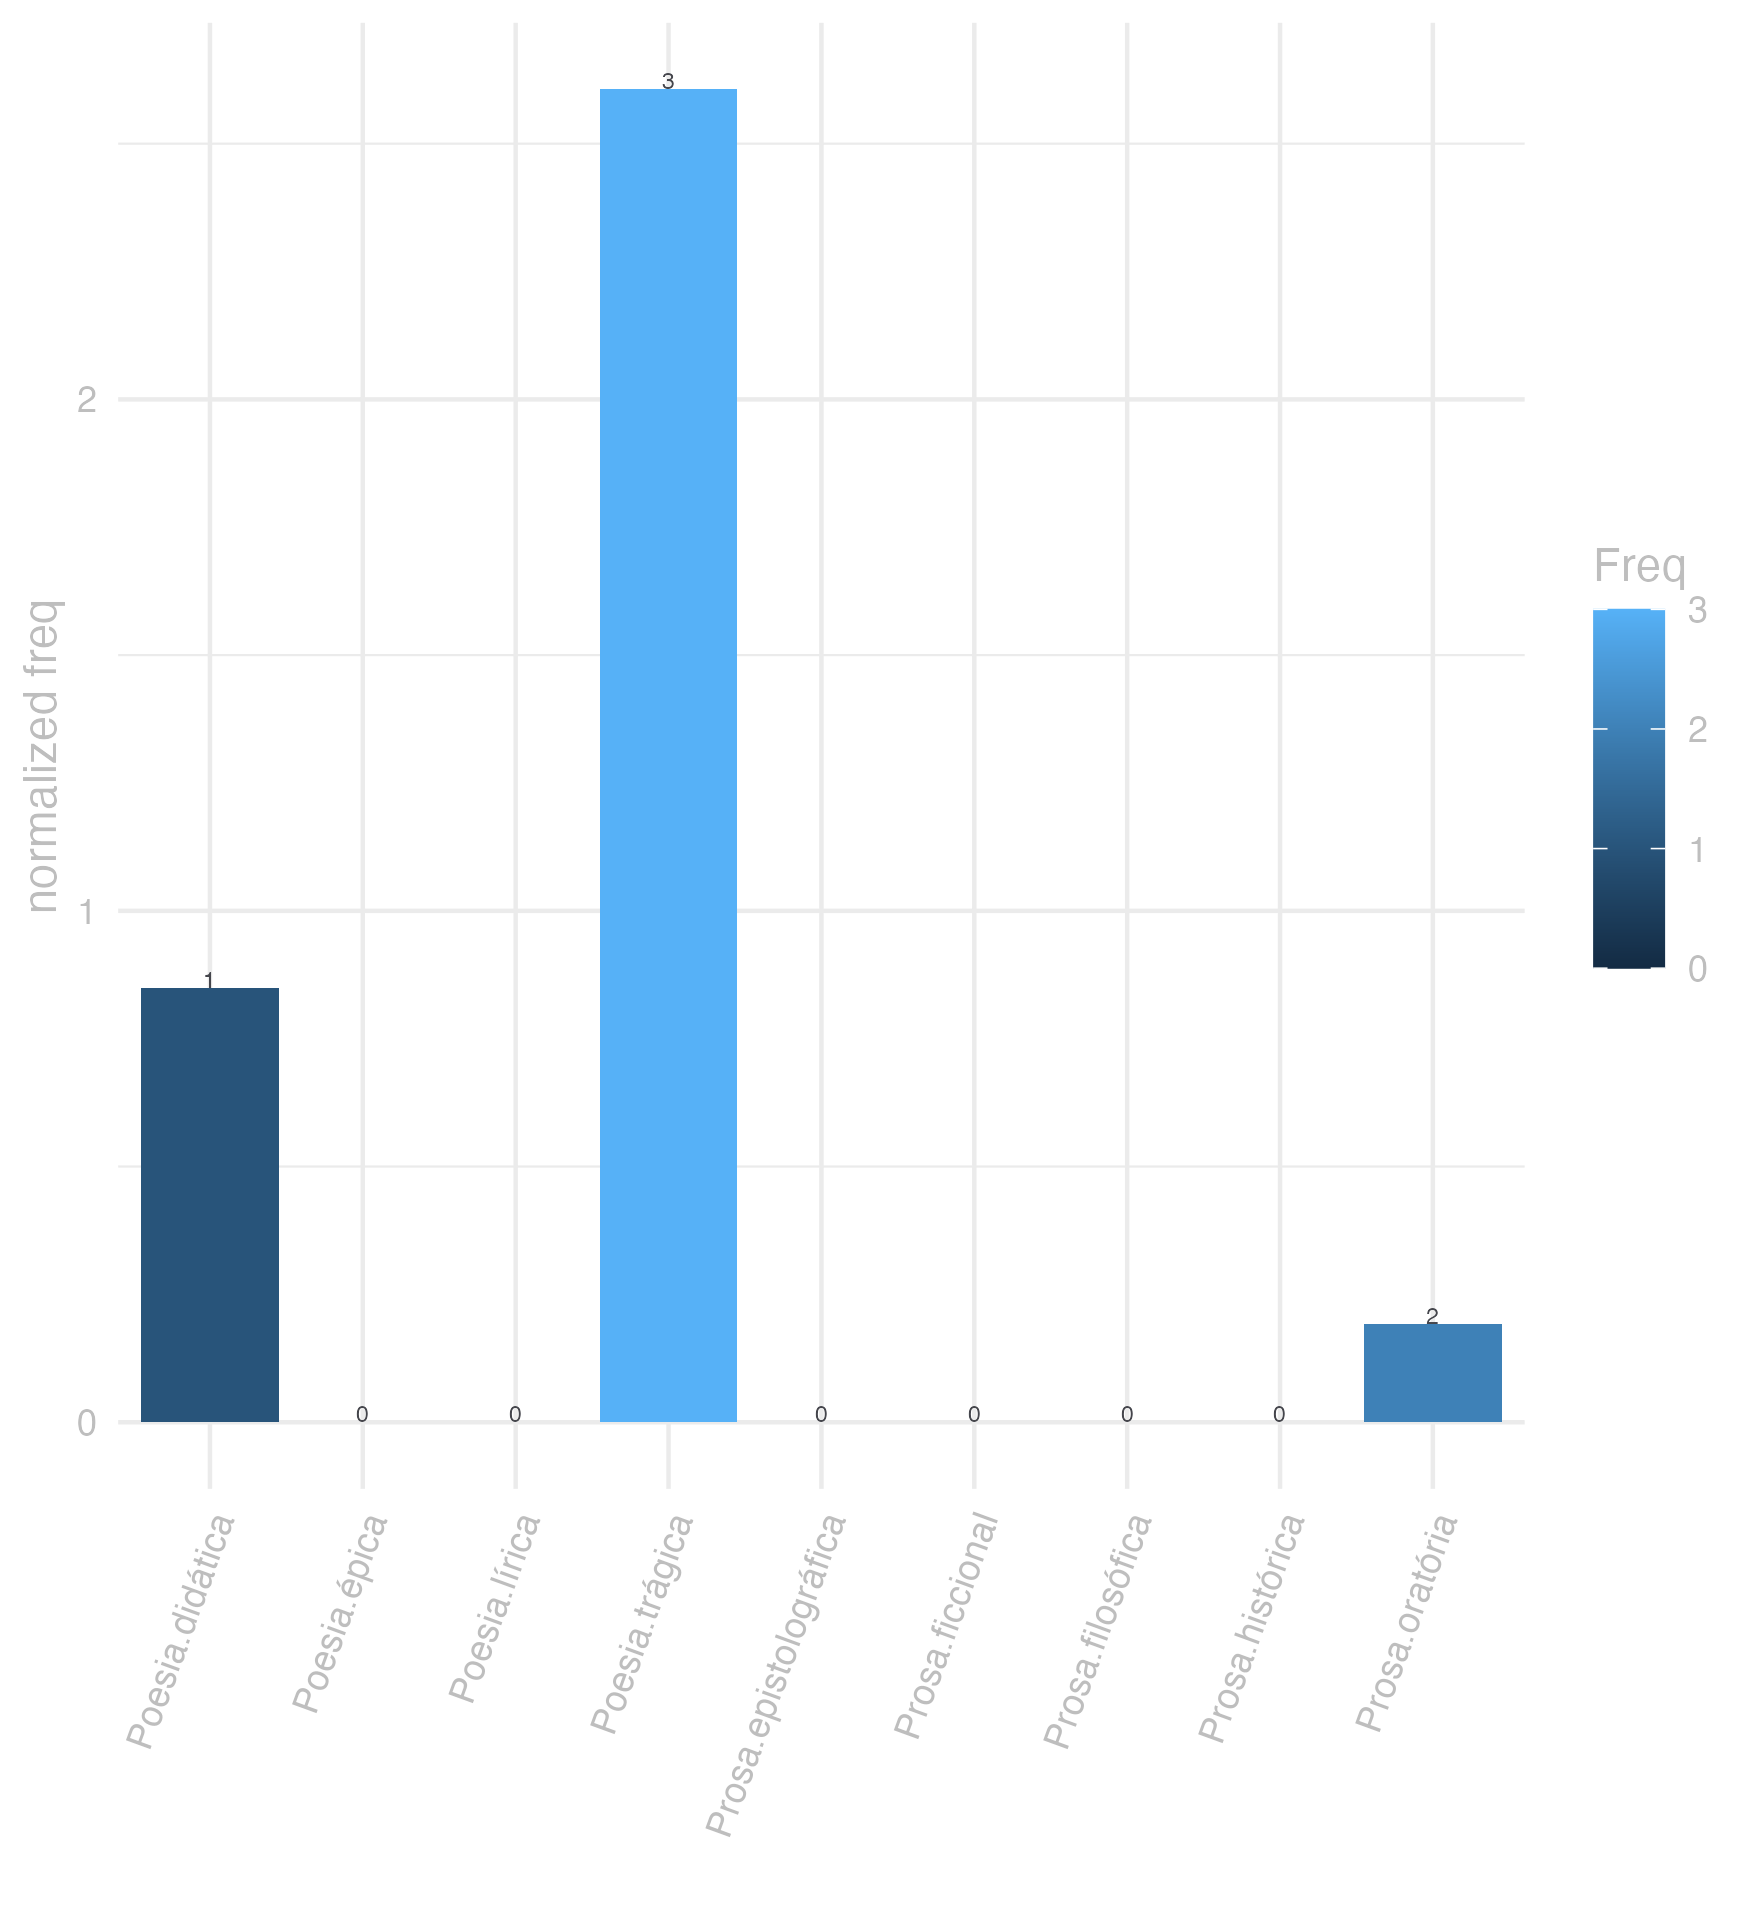 3
2
normalized freq
1
0
1
0
0
0
0
0
0
2
Freq
3
2
1
0
Poesia.didática
Poesia.épica
Poesia.lírica
Poesia.trágica
Prosa.epistolográfica
Prosa.ficcional
Prosa.filosófica
Prosa.histórica
Prosa.oratória